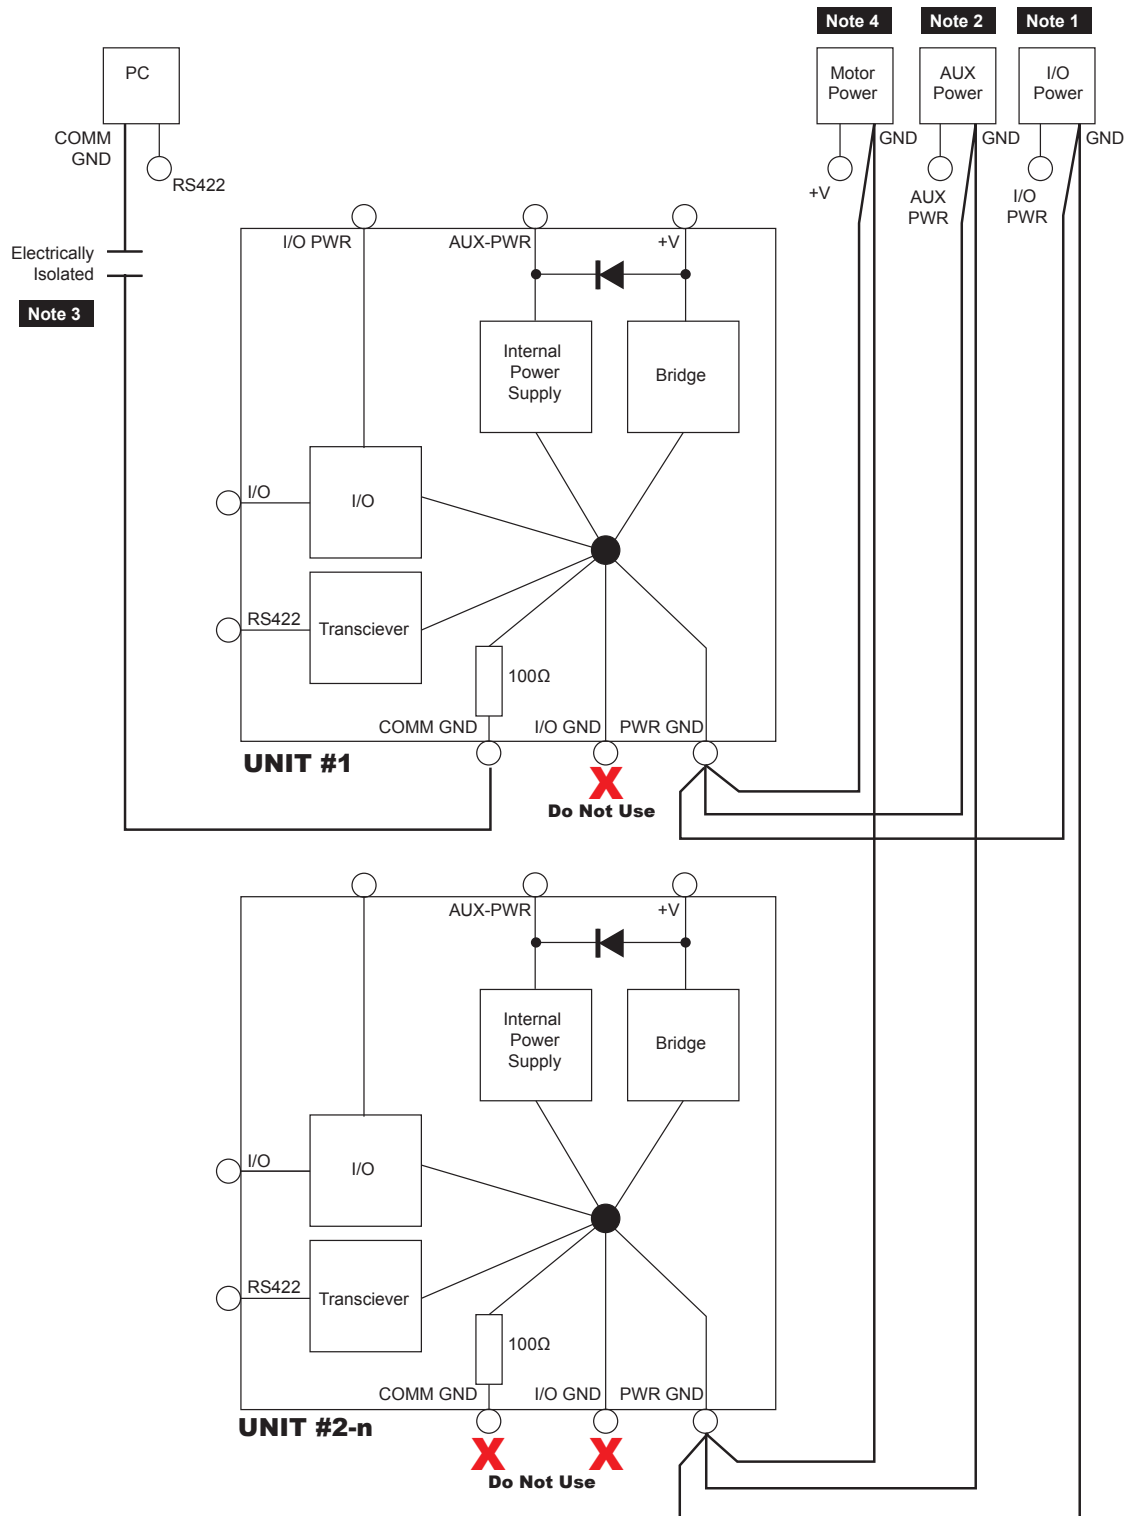 Note 4
Note 2
Note 1
PC
Motor
Power
AUX
Power
I/O
Power
COMM
GND
RS422
GND
GND
GND
+V
AUX
PWR
I/O
PWR
Electrically
Isolated
Note 3
I/O PWR
AUX-PWR
+V
Internal
Power
Supply
Bridge
I/O
I/O
RS422
Transciever
100Ω
COMM GND
I/O GND
PWR GND
UNIT #1
X
Do Not Use
AUX-PWR
+V
Internal
Power
Supply
Bridge
I/O
I/O
RS422
Transciever
100Ω
COMM GND
I/O GND
PWR GND
UNIT #2-n
X
X
Do Not Use